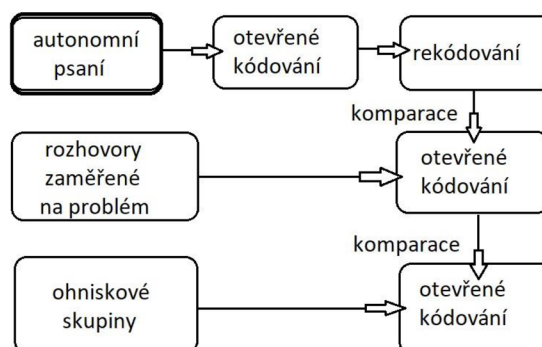 autonomní
psaní
otevřené
kódování
rekódování
komparace
rozhovory
zaměřené
na problém
otevřené
kódování
komparace
ohniskové
skupiny
otevřené
kódování